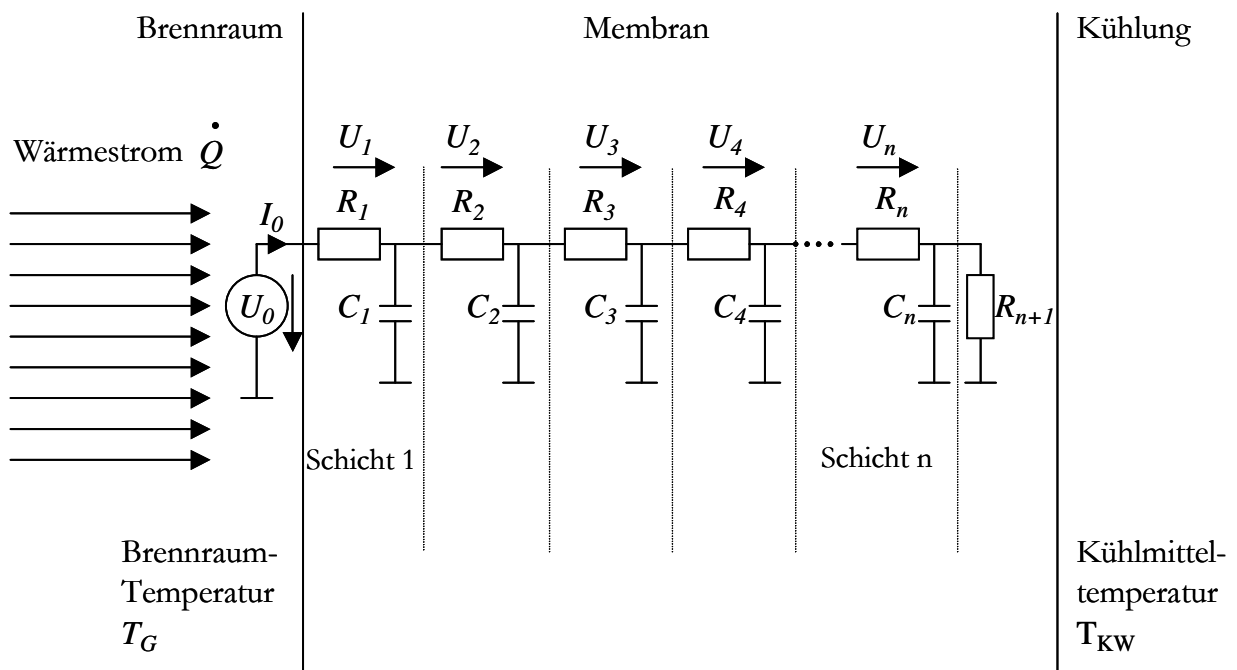 Brennraum
Membran
Kühlung
Wärmestrom Q̇
U1
U2
U3
U4
Un
R1
R2
R3
R4
Rn
I0
U0
C1
C2
C3
C4
Cn
Rn+1
Schicht 1
Schicht n
Brennraum-
Temperatur
TG
Kühlmittel-
temperatur
TKW